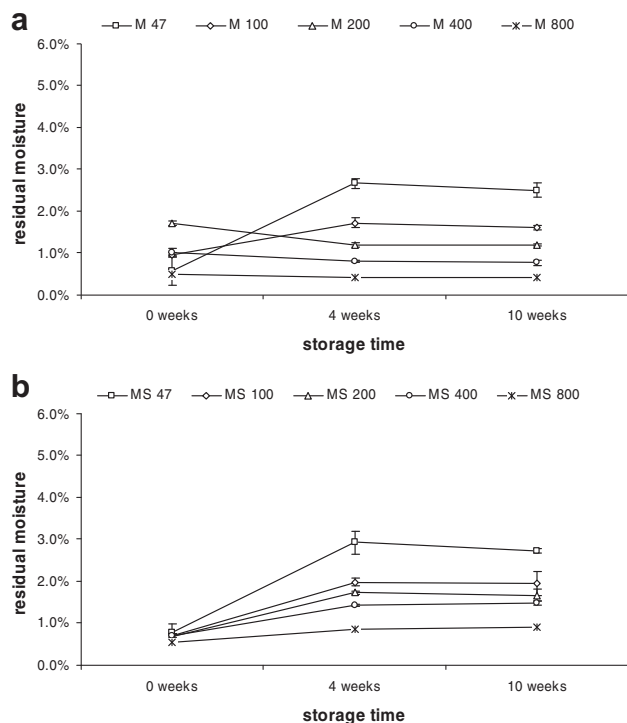 a
M 47 M 100 M 200 M 400 M 800
6.0%
5.0%
4.0%
3.0%
2.0%
1.0%
0.0%
residual moisture
0 weeks 4 weeks 10 weeks
storage time
b
MS 47 MS 100 MS 200 MS 400 MS 800
6.0%
5.0%
4.0%
3.0%
2.0%
1.0%
0.0%
residual moisture
0 weeks 4 weeks 10 weeks
storage time